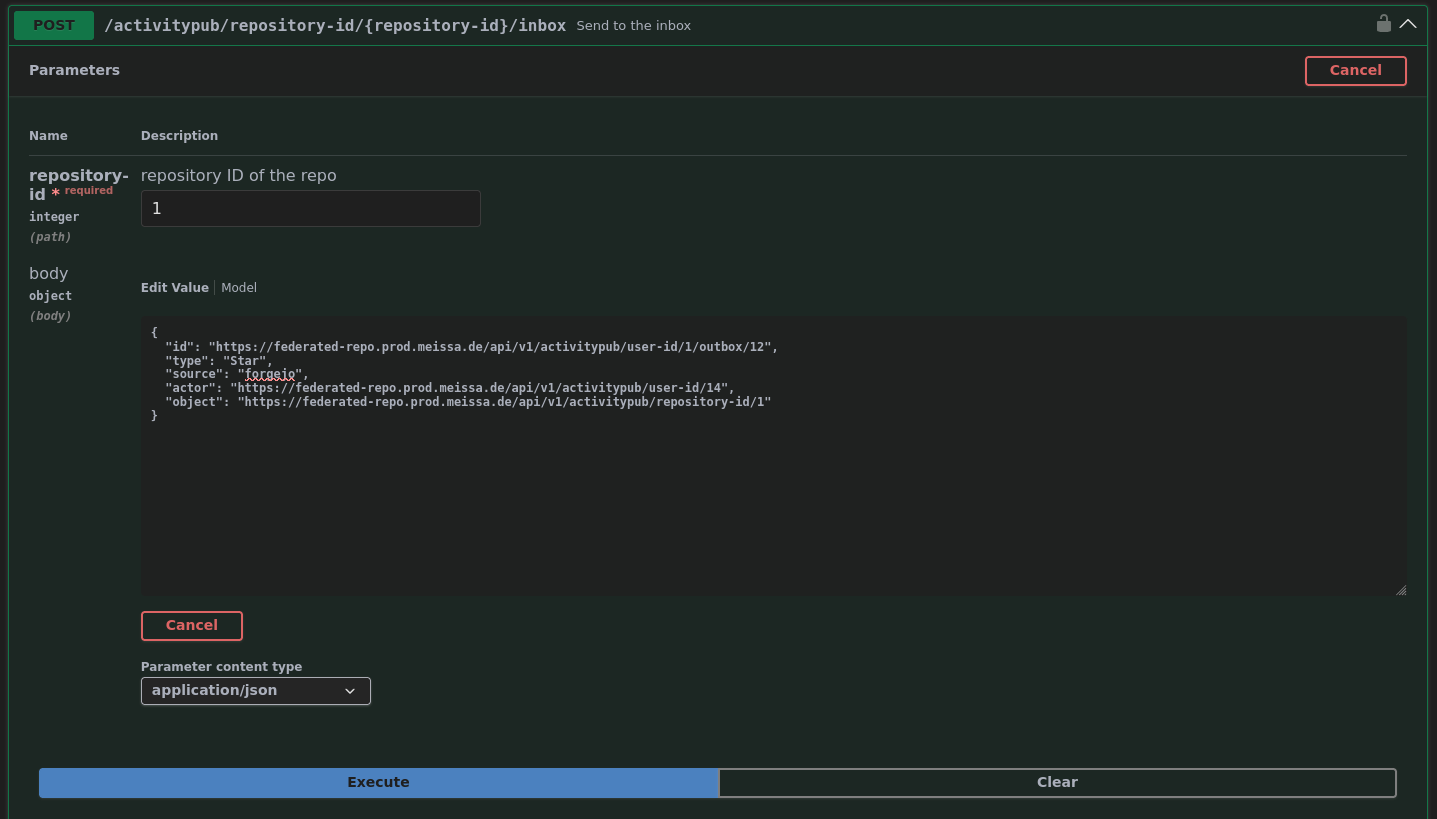 POST /activitypub/repository-id/{repository-id}/inbox Send to the inbox
Parameters
Cancel
Name Description
repository-
id * required
integer
(path)
repository ID of the repo
1
body
object
(body)
Edit Value | Model
{
  "id": "https://federated-repo.prod.meissa.de/api/v1/activitypub/user-id/1/outbox/12",
  "type": "Star",
  "source": "forgejo",
  "actor": "https://federated-repo.prod.meissa.de/api/v1/activitypub/user-id/14",
  "object": "https://federated-repo.prod.meissa.de/api/v1/activitypub/repository-id/1"
}
Cancel
Parameter content type
application/json
Execute
Clear